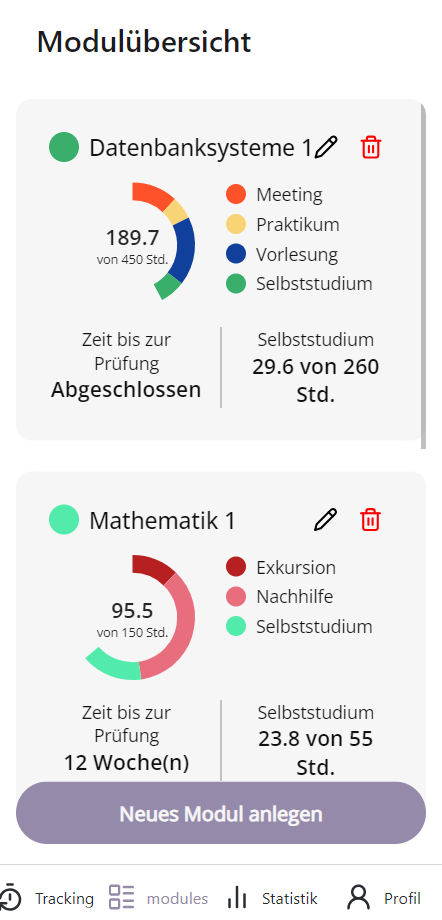 Modulübersicht
Datenbanksysteme 1
189.7
von 450 Std.
Meeting
Praktikum
Vorlesung
Selbststudium
Zeit bis zur
Prüfung
Abgeschlossen
Selbststudium
29.6 von 260
Std.
Mathematik 1
95.5
von 150 Std.
Exkursion
Nachhilfe
Selbststudium
Zeit bis zur
Prüfung
12 Woche(n)
Selbststudium
23.8 von 55
Std.
Neues Modul anlegen
Tracking
modules
Statistik
Profil